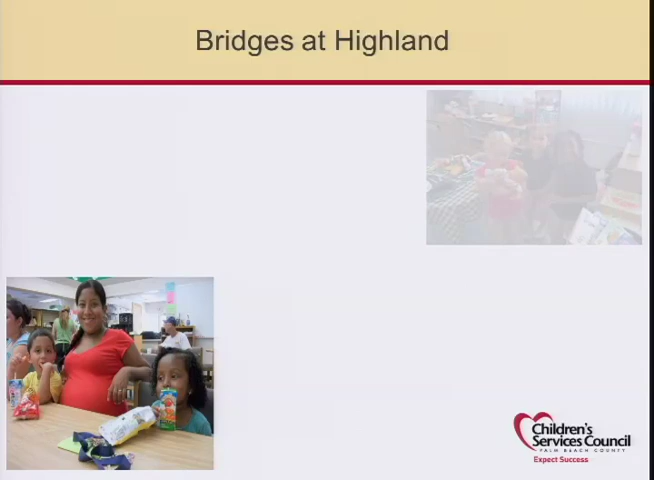 Bridges at Highland
Children's
Services Council
PALM BEACH COUNTY
Expect Success